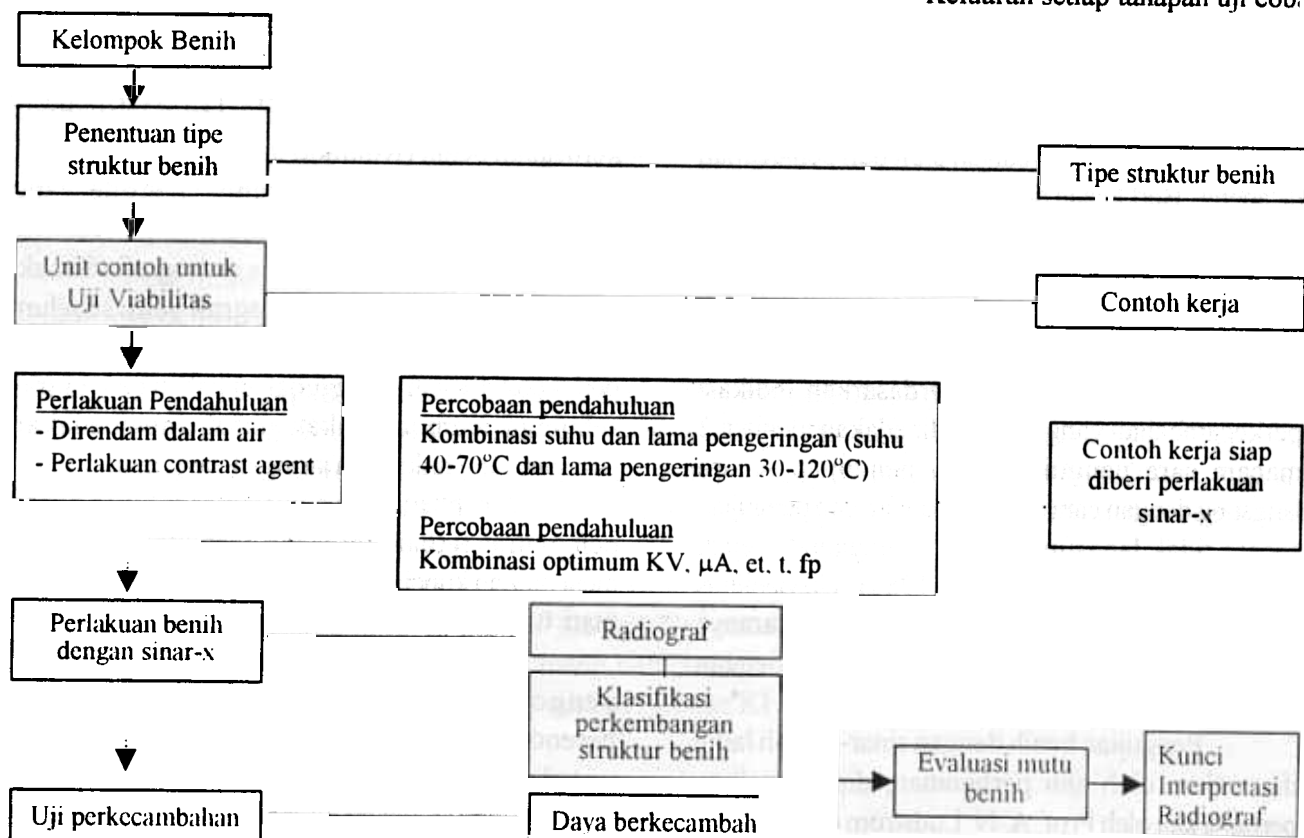 Keluaran setiap tahapan uji coba
Kelompok Benih
Penentuan tipe
struktur benih
Tipe struktur benih
Unit contoh untuk
Uji Viabilitas
Contoh kerja
Perlakuan Pendahuluan
- Direndam dalam air
- Perlakuan contrast agent
Percobaan pendahuluan
Kombinasi suhu dan lama pengeringan (suhu
40-70°C dan lama pengeringan 30-120°C)
Percobaan pendahuluan
Kombinasi optimum KV, μA, et. t. fp
Contoh kerja siap
diberi perlakuan
sinar-x
Perlakuan benih
dengan sinar-x
Radiograf
Klasifikasi
perkembangan
struktur benih
Evaluasi mutu
benih
Kunci
Interpretasi
Radiograf
Uji perkecambahan
Daya berkecambah